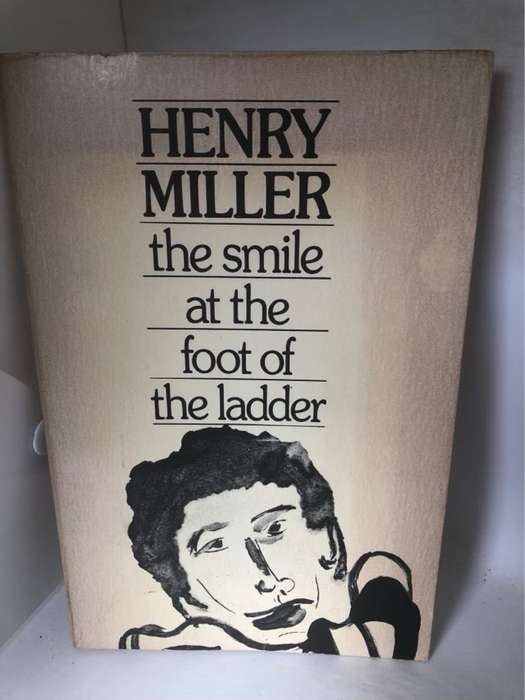 HENRY
MILLER
the smile
at the
foot of
the ladder